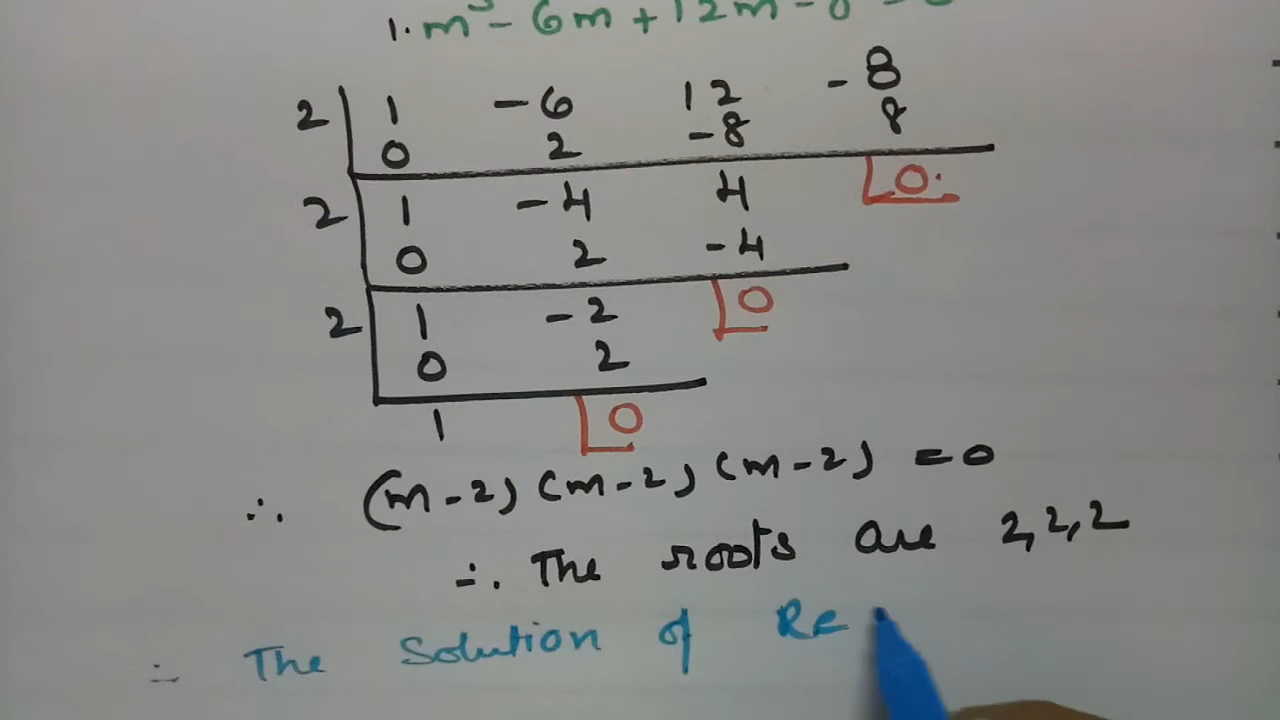 1. m³ - 6m + 12m - 8 = 0
2 | 1 -6 12 -8
0 2 -8 8
2 | 1 -4 4 0.
0 2 -4
2 | 1 -2 0
0 2
1 0
∴ (m-2) (m-2) (m-2) = 0
∴ The roots are 2, 2, 2
∴ The Solution of Re